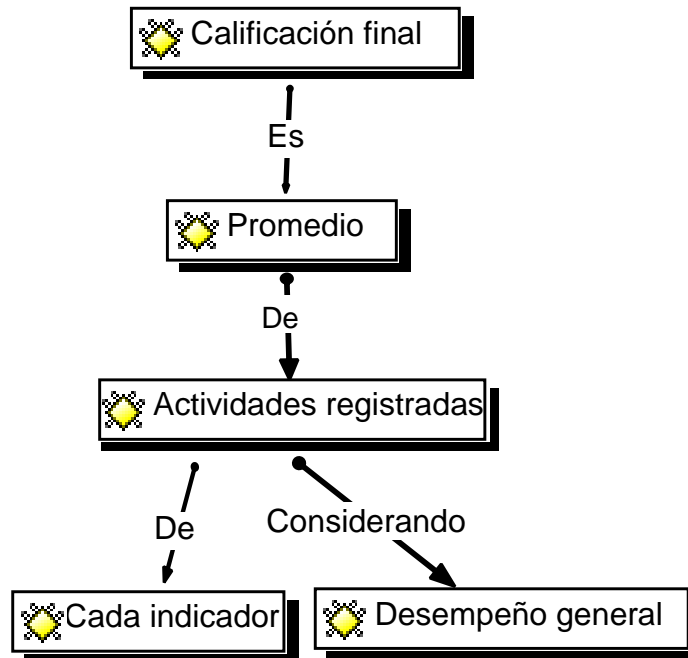 Calificación final
Es
Promedio
De
Actividades registradas
De
Considerando
Cada indicador
Desempeño general